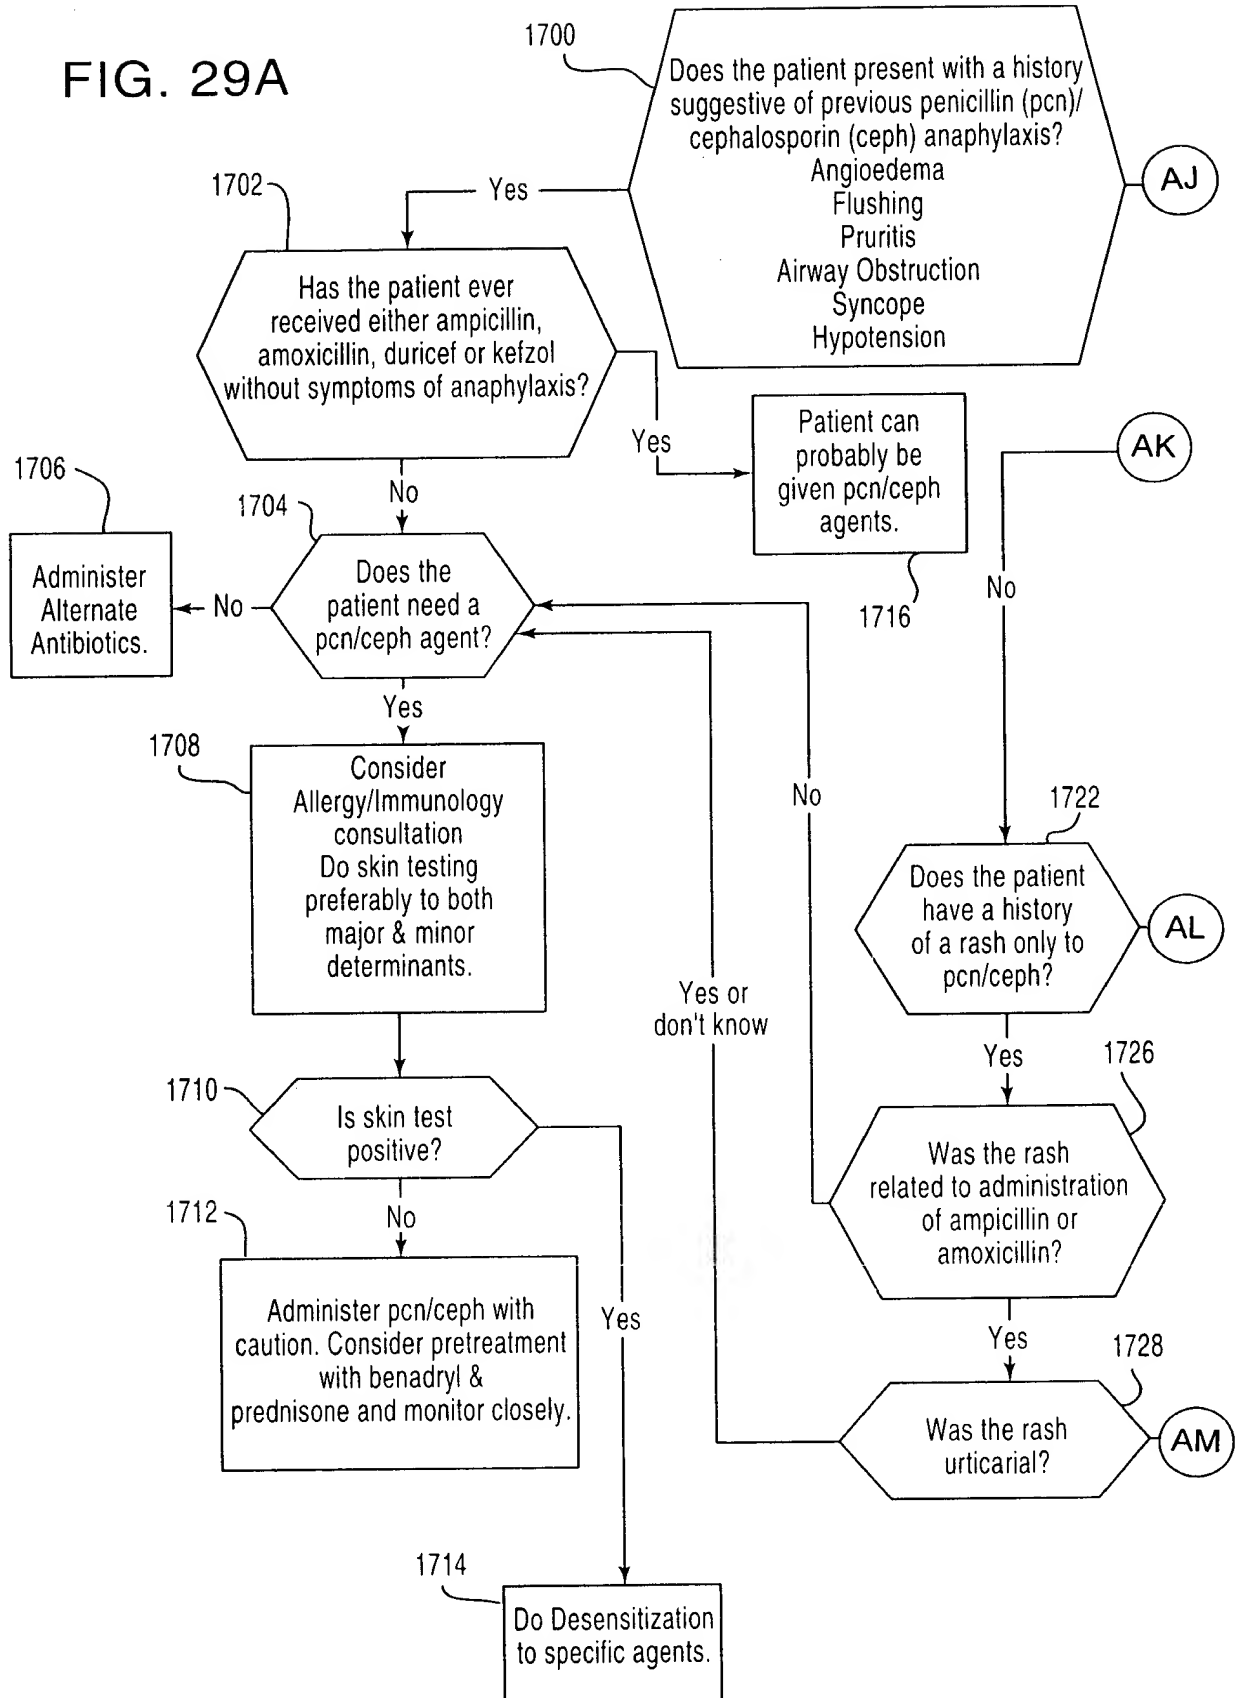 FIG. 29A
1700
Does the patient present with a history
suggestive of previous penicillin (pcn)/
cephalosporin (ceph) anaphylaxis?
Angioedema
Flushing
Pruritis
Airway Obstruction
Syncope
Hypotension
AJ
Yes
1702
Has the patient ever
received either ampicillin,
amoxicillin, duricef or kefzol
without symptoms of anaphylaxis?
Yes
Patient can
probably be
given pcn/ceph
agents.
1716
AK
No
No
1704
Does the
patient need a
pcn/ceph agent?
No
1706
Administer
Alternate
Antibiotics.
Yes
1708
Consider
Allergy/Immunology
consultation
Do skin testing
preferably to both
major & minor
determinants.
1710
Is skin test
positive?
No
1712
Administer pcn/ceph with
caution. Consider pretreatment
with benadryl &
prednisone and monitor closely.
Yes
1714
Do Desensitization
to specific agents.
1722
Does the patient
have a history
of a rash only to
pcn/ceph?
AL
Yes
1726
Was the rash
related to administration
of ampicillin or
amoxicillin?
No
Yes
1728
Was the rash
urticarial?
AM
Yes or
don't know